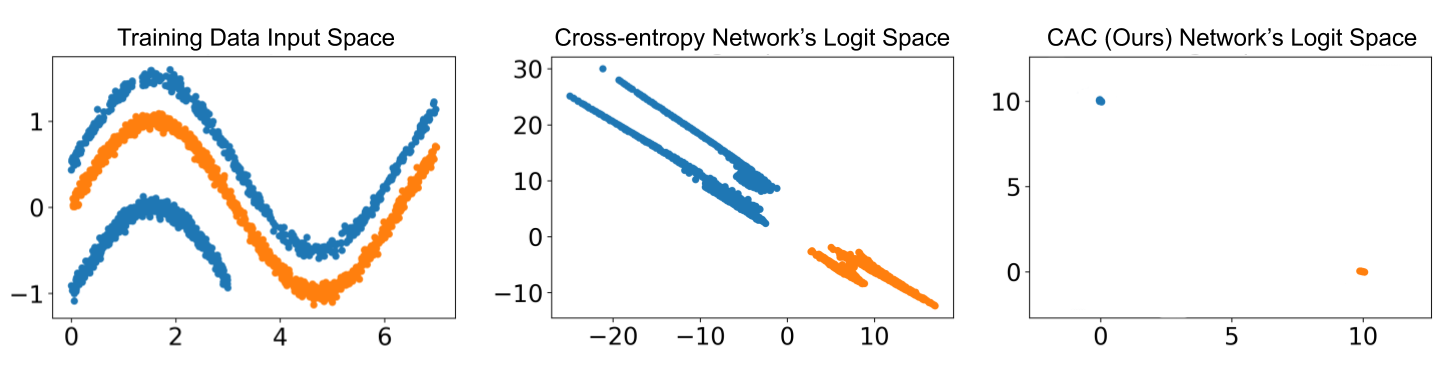 Training Data Input Space
1
0
−1
0 2 4 6
Cross-entropy Network's Logit Space
30
20
10
0
−10
−20 −10 0 10
CAC (Ours) Network's Logit Space
10
5
0
0 5 10